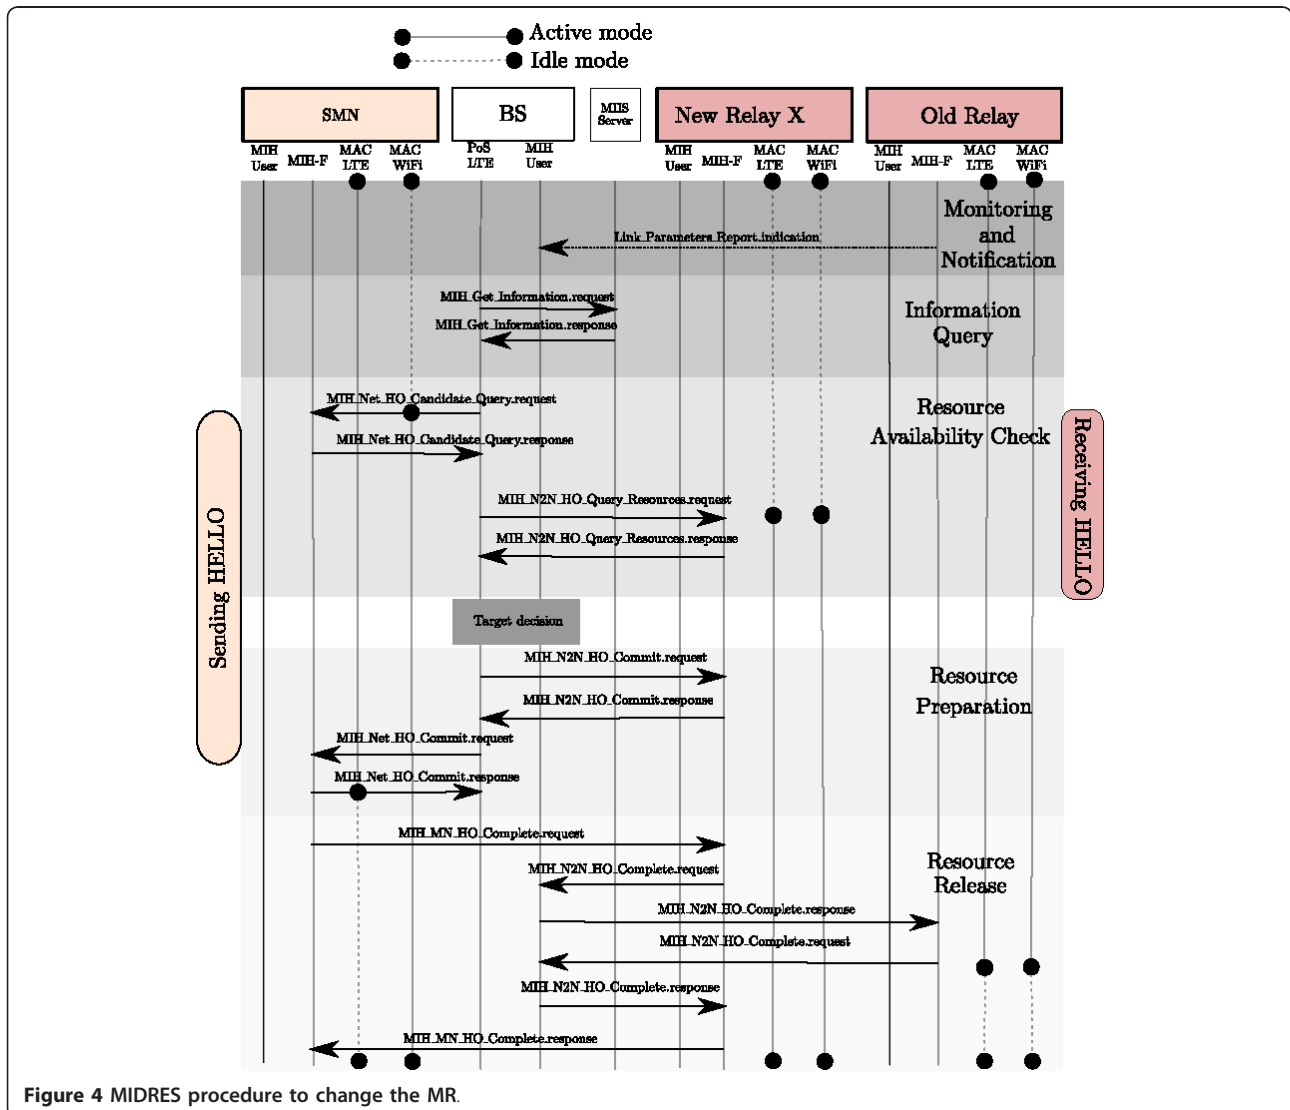 Active mode
Idle mode
SMN
BS
MIIS
Server
New Relay X
Old Relay
MIH
User
MIH-F
MAC
LTE
MAC
WiFi
PoS
LTE
MIH
User
MIH
User
MIH-F
MAC
LTE
MAC
WiFi
MIH
User
MIH-F
MAC
LTE
MAC
WiFi
Monitoring
and
Notification
Link_Parameters_Report.indication
MIH_Get_Information.request
MIH_Get_Information.response
Information
Query
MIH_Net_HO_Candidate_Query.request
MIH_Net_HO_Candidate_Query.response
Resource
Availability Check
MIH_N2N_HO_Query_Resources.request
MIH_N2N_HO_Query_Resources.response
Sending HELLO
Receiving HELLO
Target decision
MIH_N2N_HO_Commit.request
MIH_N2N_HO_Commit.response
MIH_Net_HO_Commit.request
MIH_Net_HO_Commit.response
Resource
Preparation
MIH_MN_HO_Complete.request
MIH_N2N_HO_Complete.request
MIH_N2N_HO_Complete.response
MIH_N2N_HO_Complete.request
MIH_N2N_HO_Complete.response
MIH_MN_HO_Complete.response
Resource
Release
Figure 4 MIDRES procedure to change the MR.